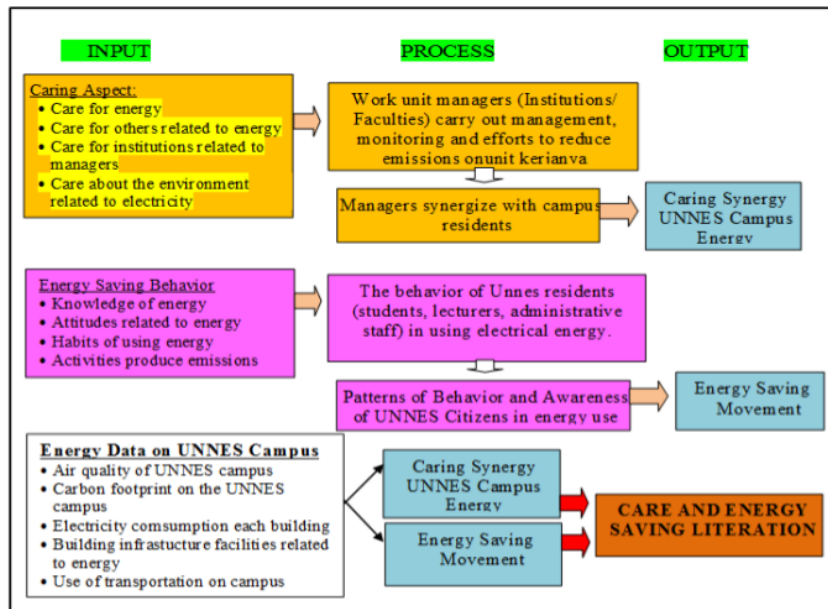 INPUT
PROCESS
OUTPUT
Caring Aspect:
• Care for energy
• Care for others related to energy
• Care for institutions related to
managers
• Care about the environment
related to electricity
Work unit managers (Institutions/
Faculties) carry out management,
monitoring and efforts to reduce
emissions onunit kerianva
Managers synergize with campus
residents
Caring Synergy
UNNES Campus
Energy
Energy Saving Behavior
• Knowledge of energy
• Attitudes related to energy
• Habits of using energy
• Activities produce emissions
The behavior of Unnes residents
(students, lecturers, administrative
staff) in using electrical energy.
Patterns of Behavior and Awareness
of UNNES Citizens in energy use
Energy Saving
Movement
Energy Data on UNNES Campus
• Air quality of UNNES campus
• Carbon footprint on the UNNES
campus
• Electricity comsumption each building
• Building infrastucture facilities related
to energy
• Use of transportation on campus
Caring Synergy
UNNES Campus
Energy
Energy Saving
Movement
CARE AND ENERGY
SAVING LITERATION